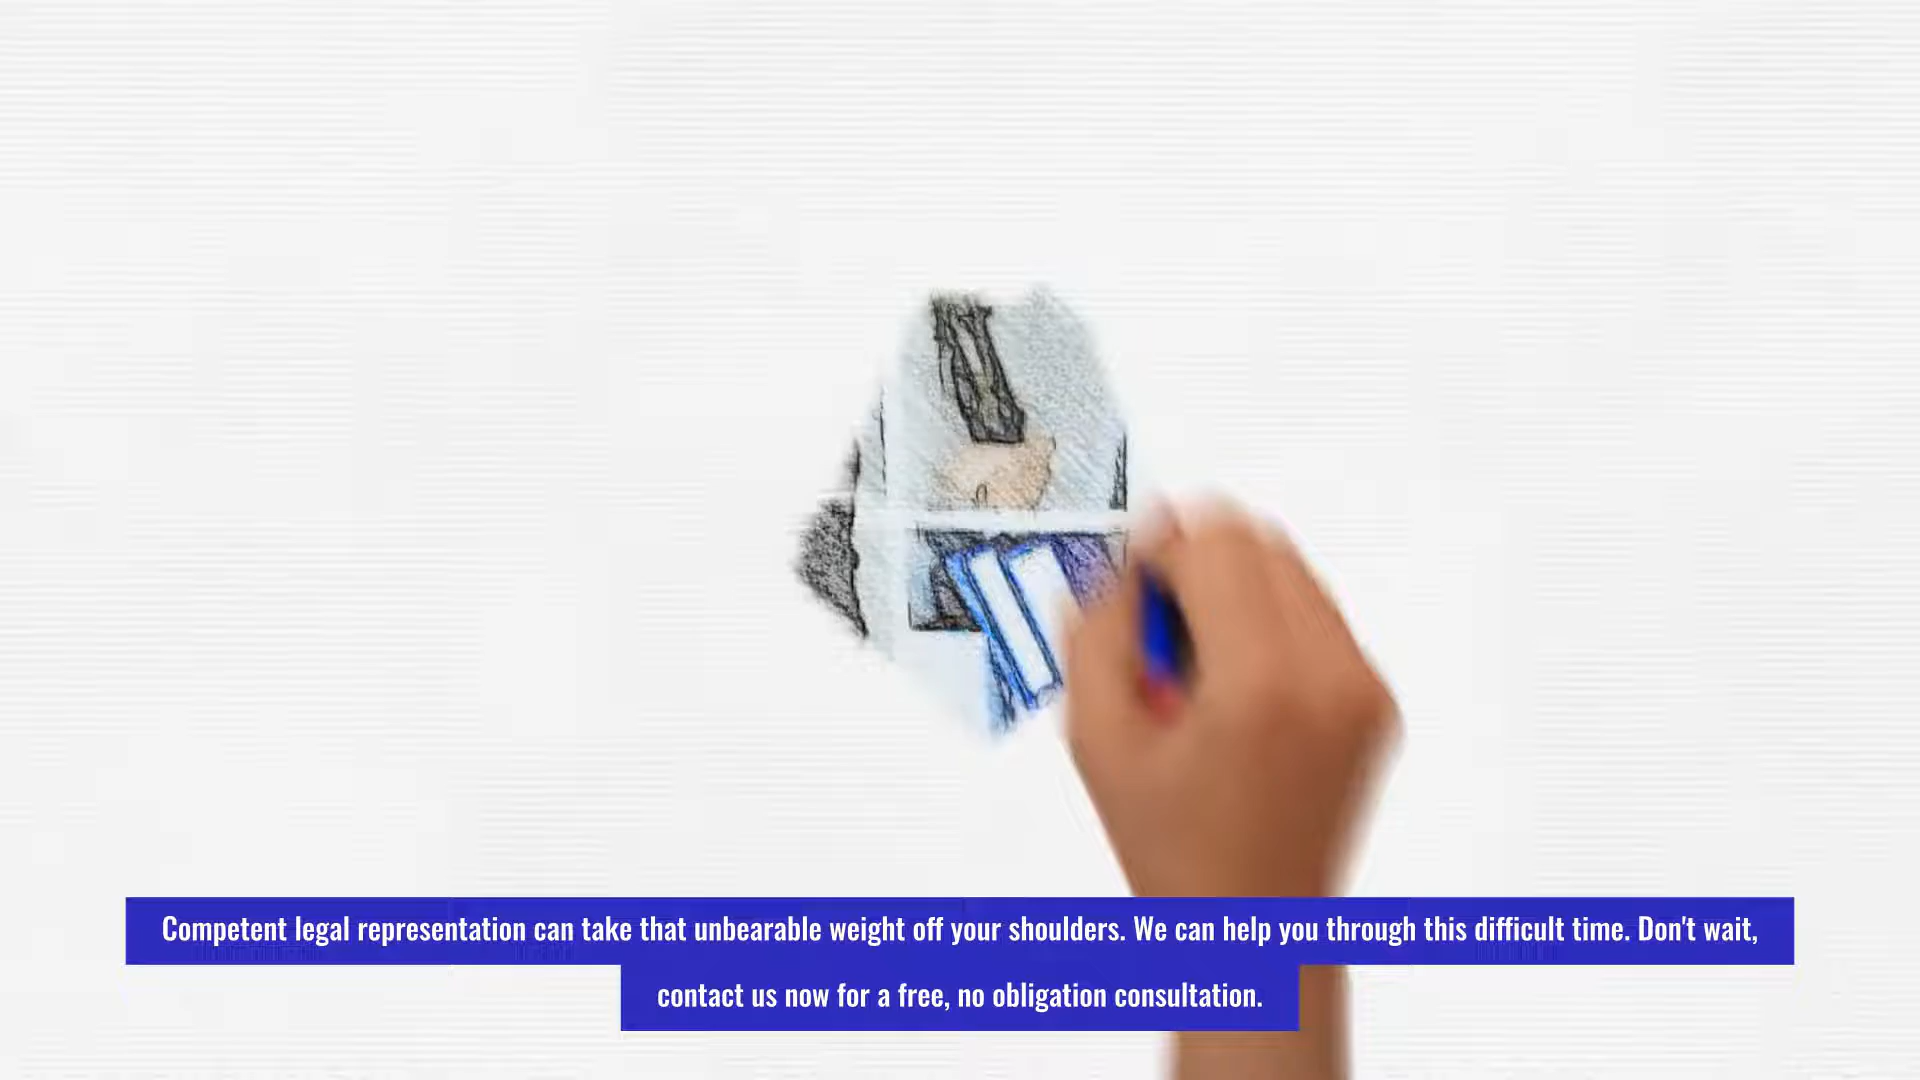 Competent legal representation can take that unbearable weight off your shoulders. We can help you through this difficult time. Don't wait,
contact us now for a free, no obligation consultation.